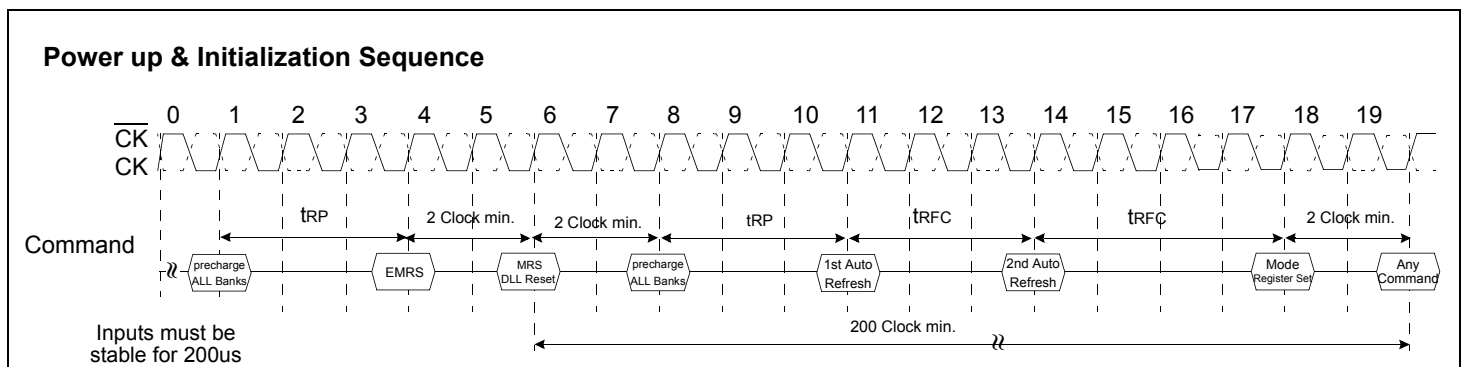 Power up & Initialization Sequence
0 1 2 3 4 5 6 7 8 9 10 11 12 13 14 15 16 17 18 19
CK
CK
tRP 2 Clock min. 2 Clock min. tRP tRFC tRFC 2 Clock min.
Command
precharge
ALL Banks
EMRS
MRS
DLL Reset
precharge
ALL Banks
1st Auto
Refresh
2nd Auto
Refresh
Mode
Register Set
Any
Command
200 Clock min.
Inputs must be
stable for 200us